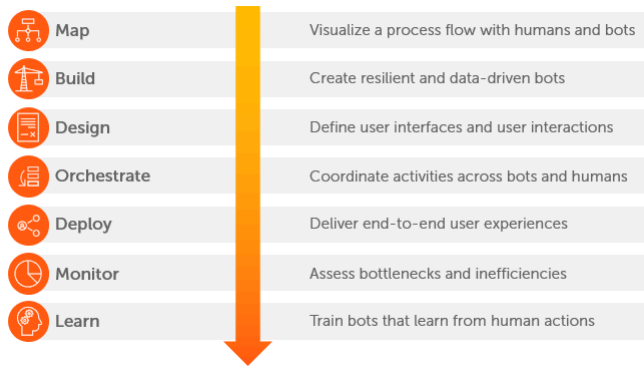 Map Visualize a process flow with humans and bots
Build Create resilient and data-driven bots
Design Define user interfaces and user interactions
Orchestrate Coordinate activities across bots and humans
Deploy Deliver end-to-end user experiences
Monitor Assess bottlenecks and inefficiencies
Learn Train bots that learn from human actions